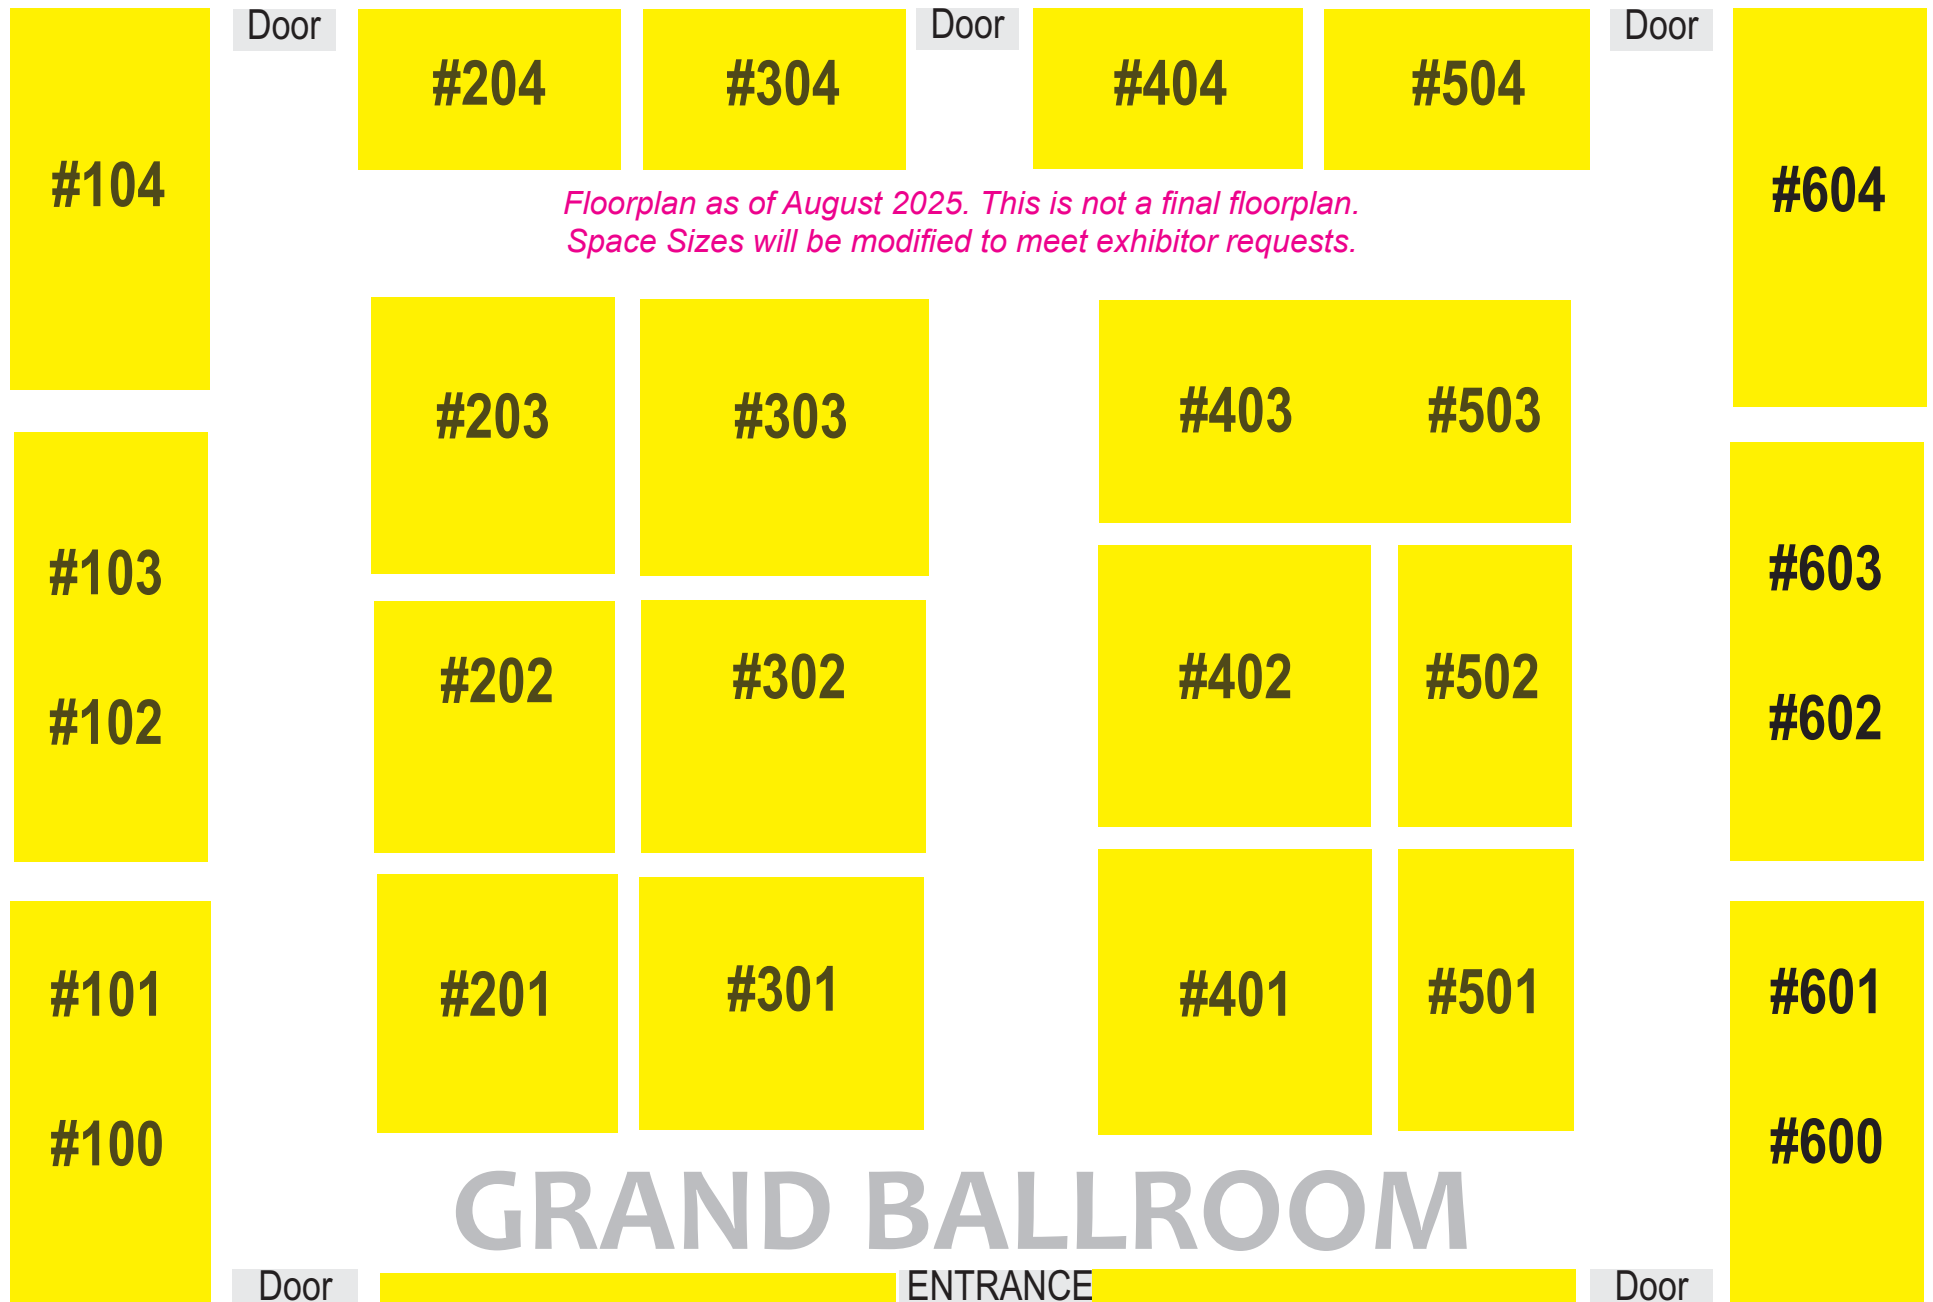 Door
Door
Door
#204
#304
#404
#504
#104
#604
Floorplan as of August 2025. This is not a final floorplan.
Space Sizes will be modified to meet exhibitor requests.
#203
#303
#403
#503
#103
#603
#202
#302
#402
#502
#102
#602
#101
#201
#301
#401
#501
#601
#100
#600
GRAND BALLROOM
Door
ENTRANCE
Door